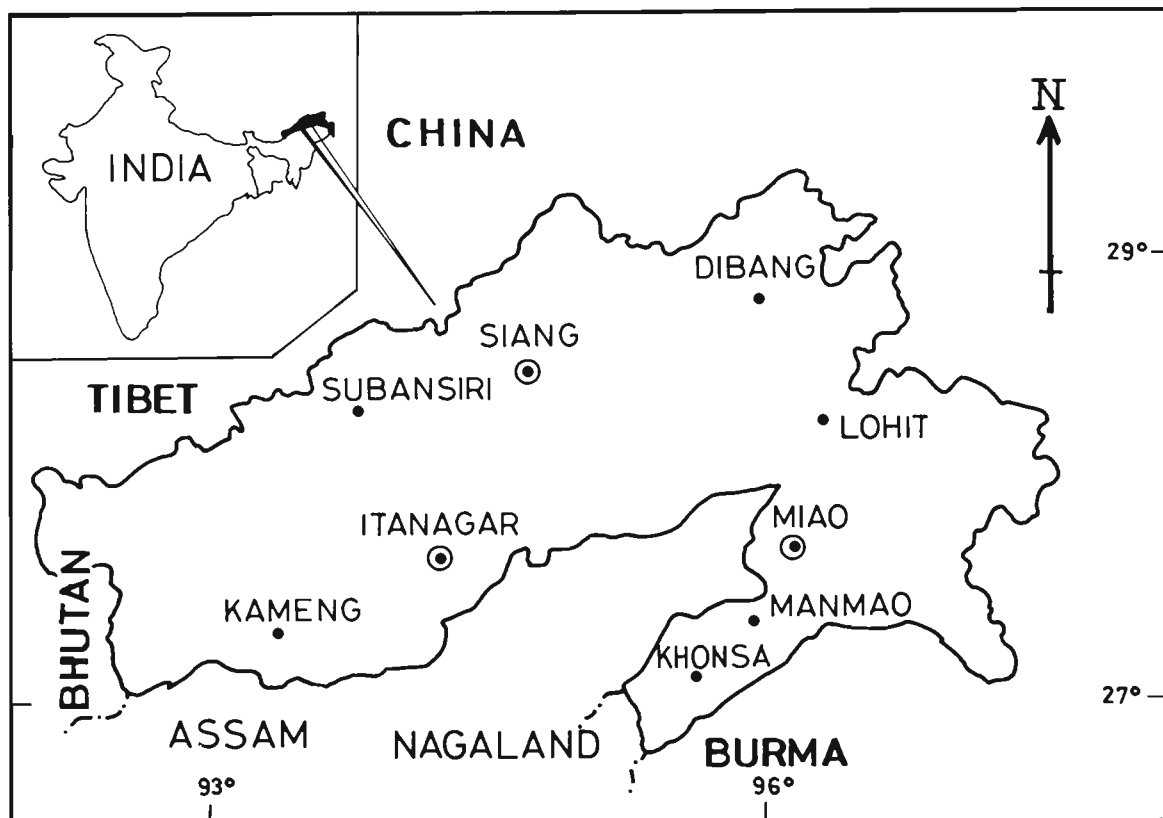 N
CHINA
INDIA
29°
DIBANG
SIANG
TIBET
SUBANSIRI
LOHIT
ITANAGAR
MIAO
BHUTAN
KAMENG
MANMAO
KHONSA
27°
ASSAM
NAGALAND
BURMA
93°
96°